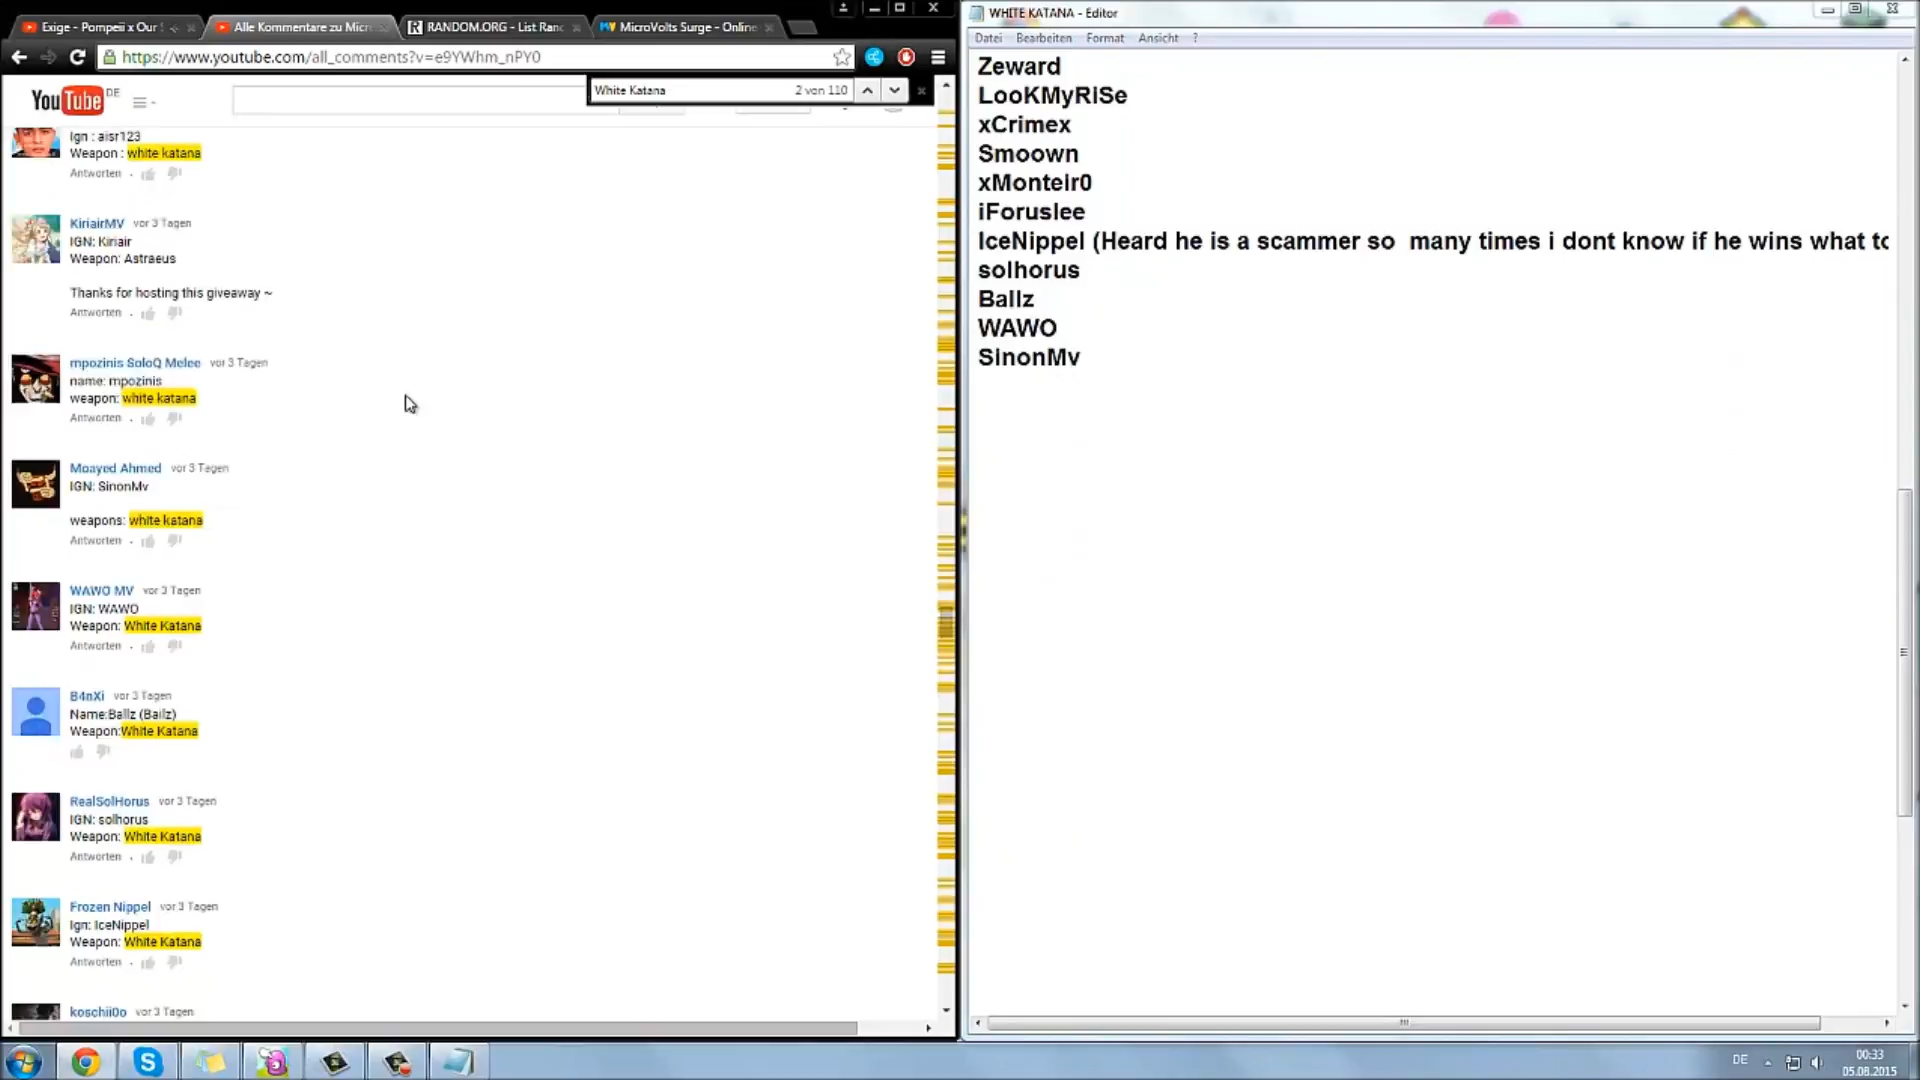 Exige - Pompeii x Our S
Alle Kommentare zu Micr
RANDOM.ORG - List Ran
MicroVolts Surge - Online
https://www.youtube.com/all_comments?v=e9YWhm_nPY0
White Katana 2 von 110
YouTube DE
Ign : aisr123
Weapon : white katana
Antworten
KiriairMV vor 3 Tagen
IGN: Kiriair
Weapon: Astraeus
Thanks for hosting this giveaway ~
Antworten
mpozinis SoloQ Melee vor 3 Tagen
name: mpozinis
weapon: white katana
Antworten
Moayed Ahmed vor 3 Tagen
IGN: SinonMv
weapons: white katana
Antworten
WAWO MV vor 3 Tagen
IGN: WAWO
Weapon: White Katana
Antworten
B4nXi vor 3 Tagen
Name:Ballz (Bailz)
Weapon:White Katana
RealSolHorus vor 3 Tagen
IGN: solhorus
Weapon: White Katana
Antworten
Frozen Nippel vor 3 Tagen
Ign: IceNippel
Weapon: White Katana
Antworten
koschii0o vor 3 Tagen
WHITE KATANA - Editor
Datei Bearbeiten Format Ansicht ?
Zeward
LooKMyRISe
xCrimex
Smoown
xMonteir0
iForuslee
IceNippel (Heard he is a scammer so many times i dont know if he wins what to
solhorus
Ballz
WAWO
SinonMv
DE
00:33
05.08.2015